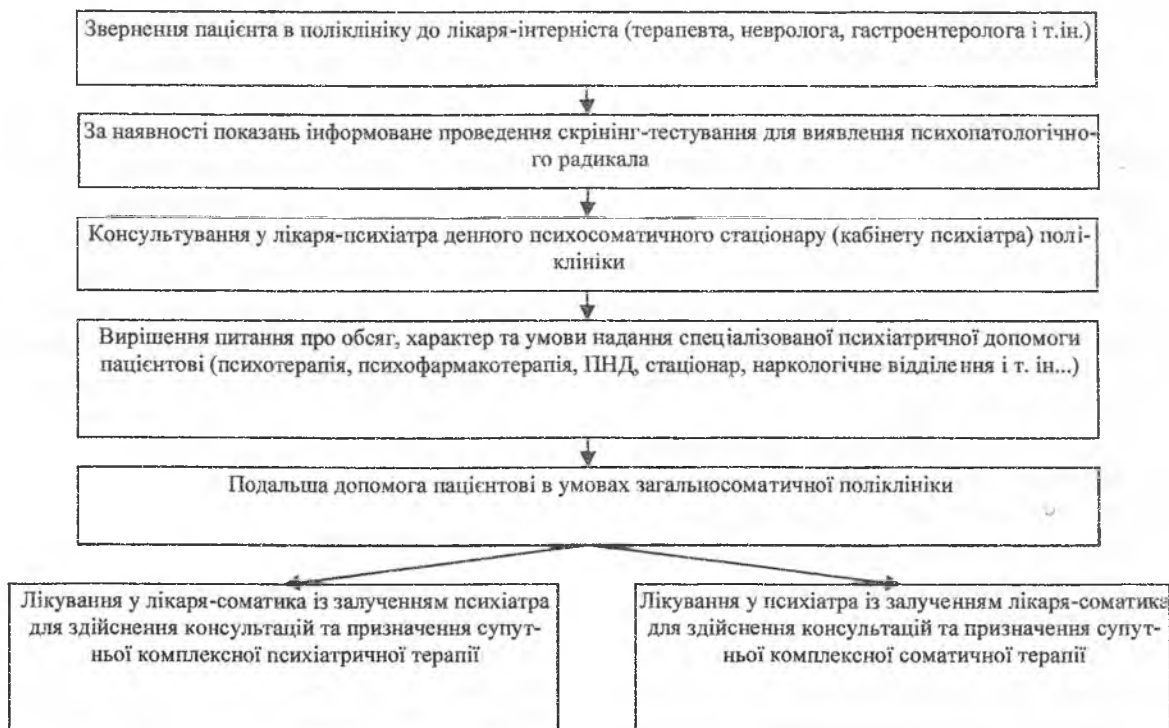 Звернення пацієнта в поліклініку до лікаря-інтерніста (терапевта, невролога, гастроентеролога і т.ін.)
За наявності показань інформоване проведення скрінінг-тестування для виявлення психопатологічно-
го радикала
Консультування у лікаря-психіатра денного психосоматичного стаціонару (кабінету психіатра) полі-
клініки
Вирішення питання про обсяг, характер та умови надання спеціалізованої психіатричної допомоги
пацієнтові (психотерапія, психофармакотерапія, ПНД, стаціонар, наркологічне відділення і т. ін...)
Подальша допомога пацієнтові в умовах загальносоматичної поліклініки
Лікування у лікаря-соматика із залученням психіатра
для здійснення консультацій та призначення супут-
ньої комплексної психіатричної терапії
Лікування у психіатра із залученням лікаря-соматика
для здійснення консультацій та призначення супут-
ньої комплексної соматичної терапії